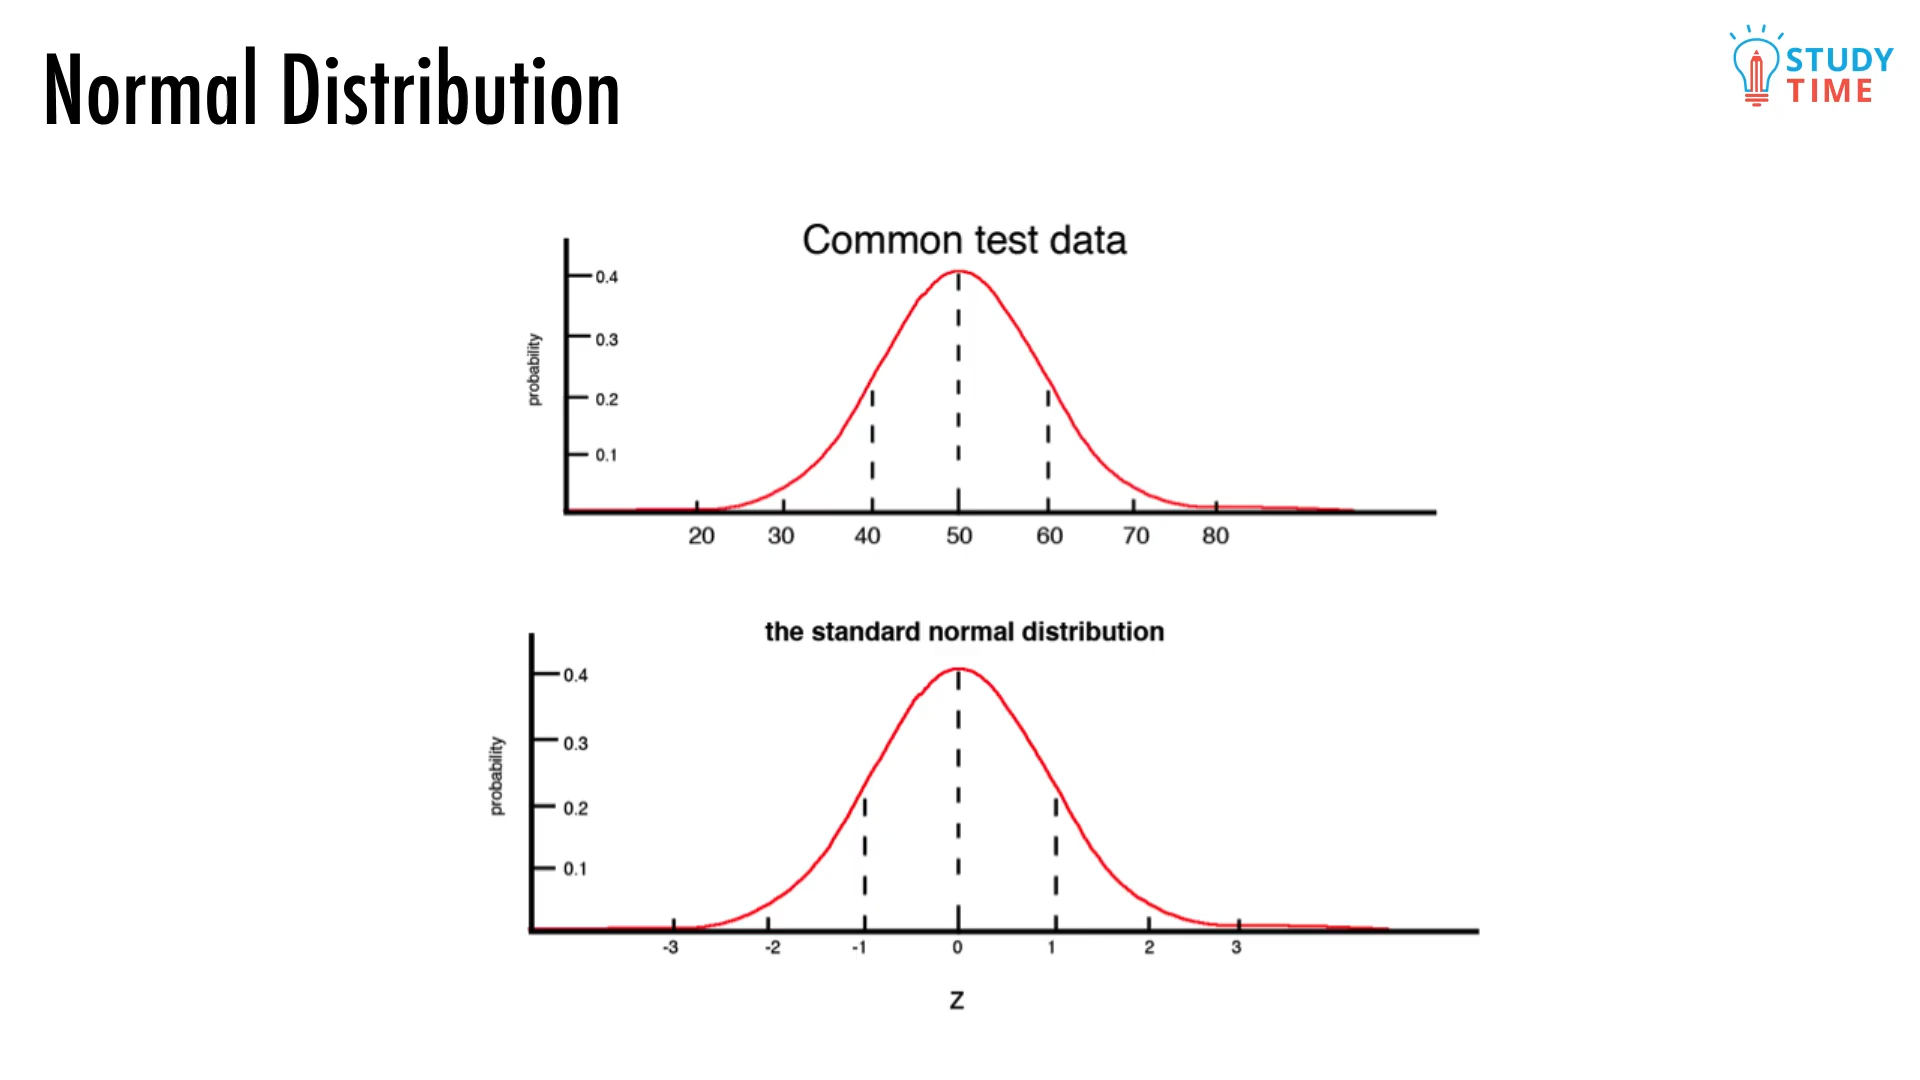 Normal Distribution
STUDY
TIME
Common test data
0.4
0.3
0.2
0.1
probability
20 30 40 50 60 70 80
the standard normal distribution
0.4
0.3
0.2
0.1
probability
-3 -2 -1 0 1 2 3
z